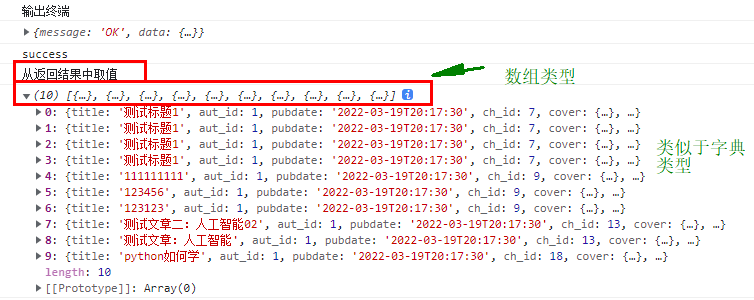 输出终端
▶ {message: 'OK', data: {…}}
success
从返回结果中取值
数组类型
▼ (10) [{…}, {…}, {…}, {…}, {…}, {…}, {…}, {…}, {…}, {…}] i
▶ 0: {title: '测试标题1', aut_id: 1, pubdate: '2022-03-19T20:17:30', ch_id: 7, cover: {…}, …}
▶ 1: {title: '测试标题1', aut_id: 1, pubdate: '2022-03-19T20:17:30', ch_id: 7, cover: {…}, …}
▶ 2: {title: '测试标题1', aut_id: 1, pubdate: '2022-03-19T20:17:30', ch_id: 7, cover: {…}, …}
类似于字典
类型
▶ 3: {title: '测试标题1', aut_id: 1, pubdate: '2022-03-19T20:17:30', ch_id: 7, cover: {…}, …}
▶ 4: {title: '111111111', aut_id: 1, pubdate: '2022-03-19T20:17:30', ch_id: 9, cover: {…}, …}
▶ 5: {title: '123456', aut_id: 1, pubdate: '2022-03-19T20:17:30', ch_id: 9, cover: {…}, …}
▶ 6: {title: '123123', aut_id: 1, pubdate: '2022-03-19T20:17:30', ch_id: 9, cover: {…}, …}
▶ 7: {title: '测试文章二：人工智能02', aut_id: 1, pubdate: '2022-03-19T20:17:30', ch_id: 13, cover: {…}, …}
▶ 8: {title: '测试文章：人工智能', aut_id: 1, pubdate: '2022-03-19T20:17:30', ch_id: 13, cover: {…}, …}
▶ 9: {title: 'python如何学', aut_id: 1, pubdate: '2022-03-19T20:17:30', ch_id: 18, cover: {…}, …}
length: 10
▶ [[Prototype]]: Array(0)